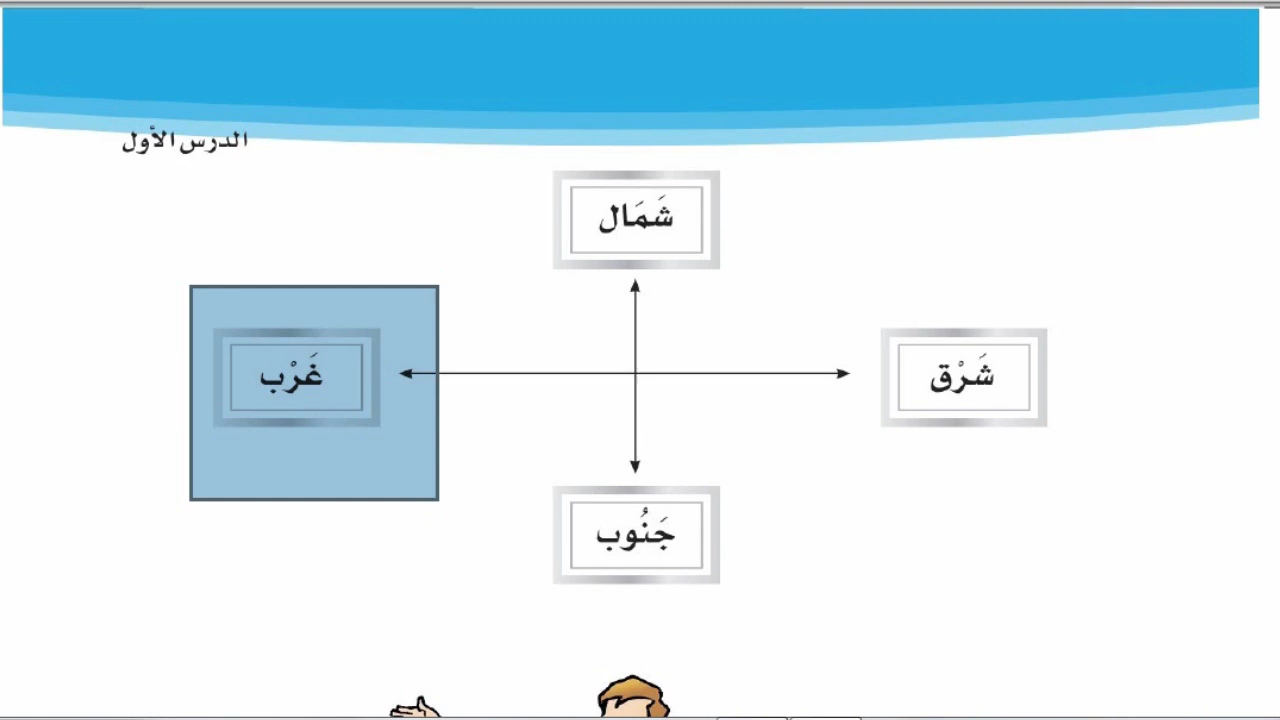 الدرس الأول
شَمَال
شَرْق
غَرْب
جَنُوب